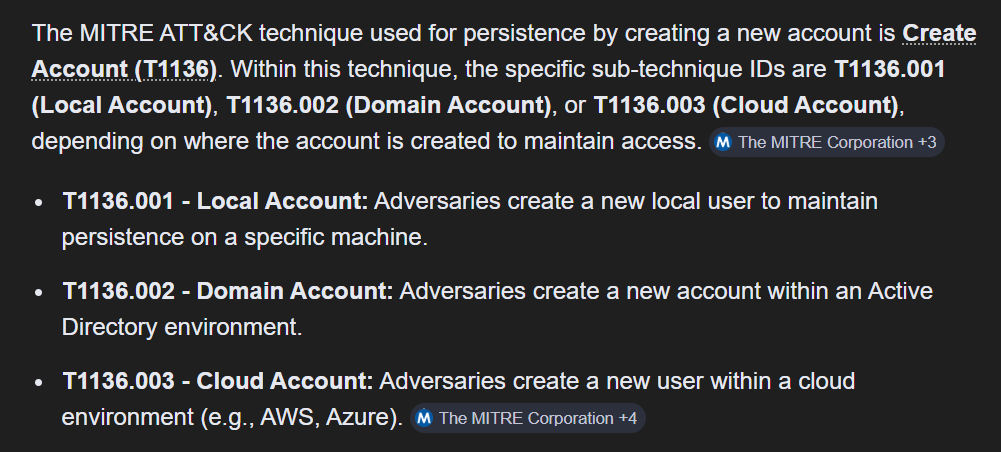 The MITRE ATT&CK technique used for persistence by creating a new account is Create
Account (T1136). Within this technique, the specific sub-technique IDs are T1136.001
(Local Account), T1136.002 (Domain Account), or T1136.003 (Cloud Account),
depending on where the account is created to maintain access. M The MITRE Corporation +3
• T1136.001 - Local Account: Adversaries create a new local user to maintain
persistence on a specific machine.
• T1136.002 - Domain Account: Adversaries create a new account within an Active
Directory environment.
• T1136.003 - Cloud Account: Adversaries create a new user within a cloud
environment (e.g., AWS, Azure). M The MITRE Corporation +4